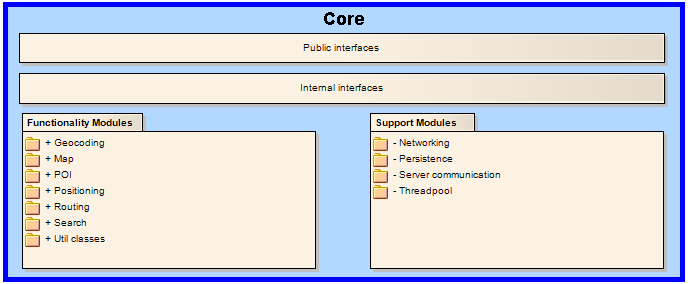 Core
Public interfaces
Internal interfaces
Functionality Modules
+ Geocoding
+ Map
+ POI
+ Positioning
+ Routing
+ Search
+ Util classes
Support Modules
- Networking
- Persistence
- Server communication
- Threadpool